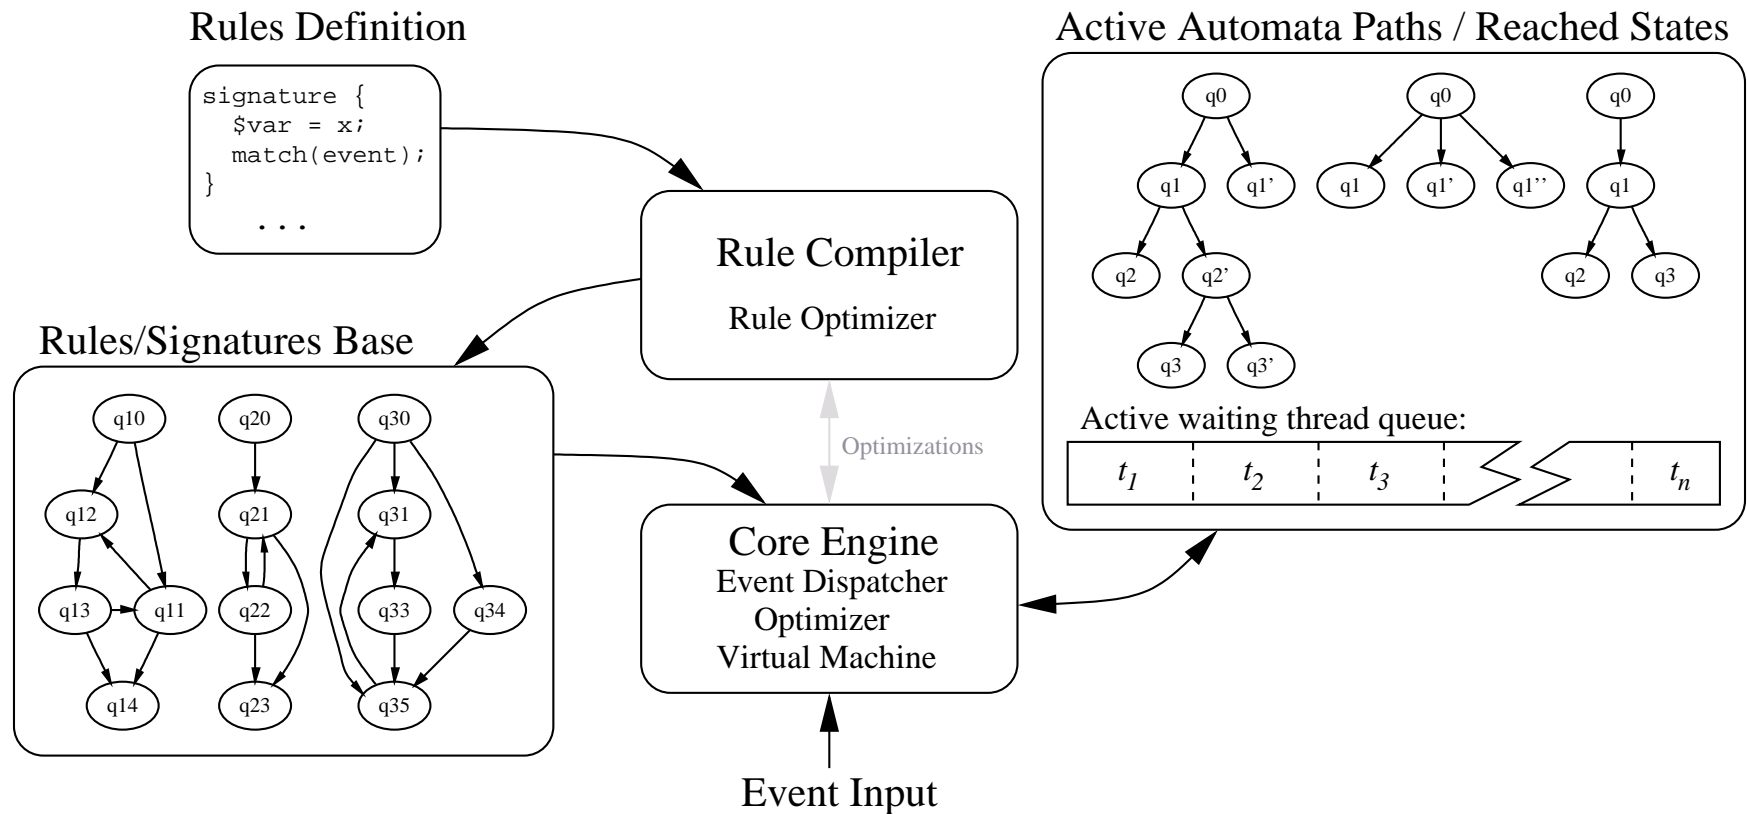 Rules Definition
signature {
$var = x;
match(event);
}
...
Rule Compiler
Rule Optimizer
Rules/Signatures Base
q10 q20 q30
q12 q21 q31
q13 q11 q22 q33 q34
q14 q23 q35
Optimizations
Core Engine
Event Dispatcher
Optimizer
Virtual Machine
Event Input
Active Automata Paths / Reached States
q0 q0 q0
q1 q1' q1 q1' q1'' q1
q2 q2' q2 q3
q3 q3'
Active waiting thread queue:
t1 t2 t3 tn